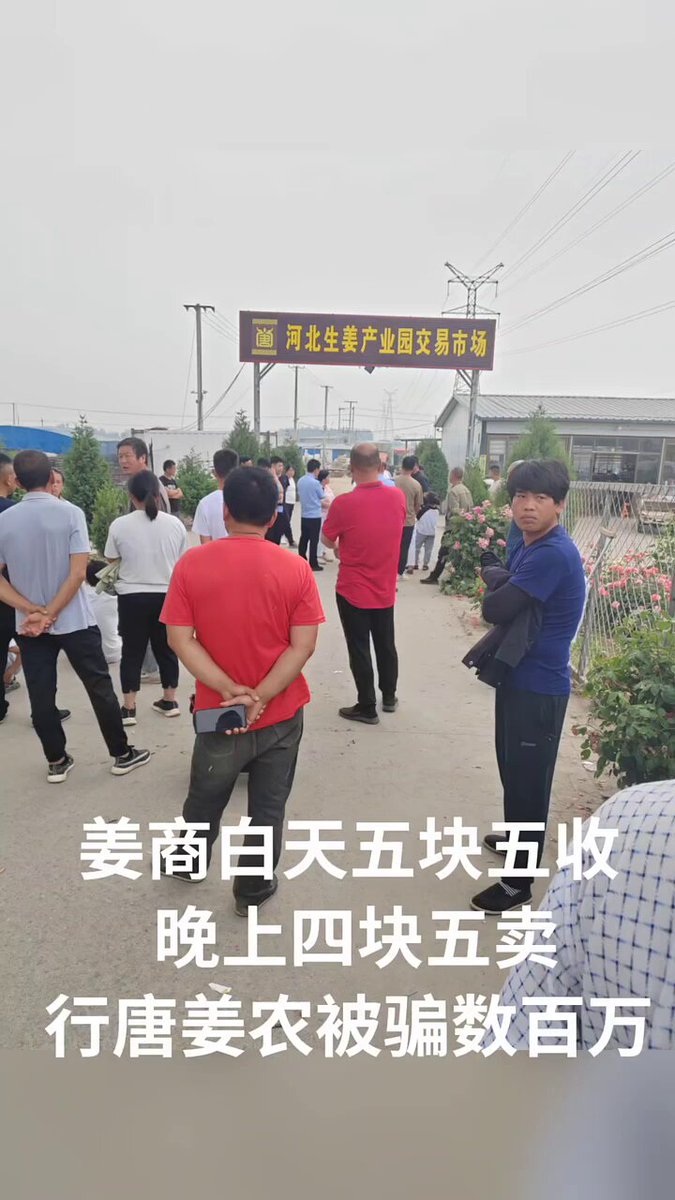 河北生姜产业园交易市场
姜商白天五块五收
晚上四块五卖
行唐姜农被骗数百万